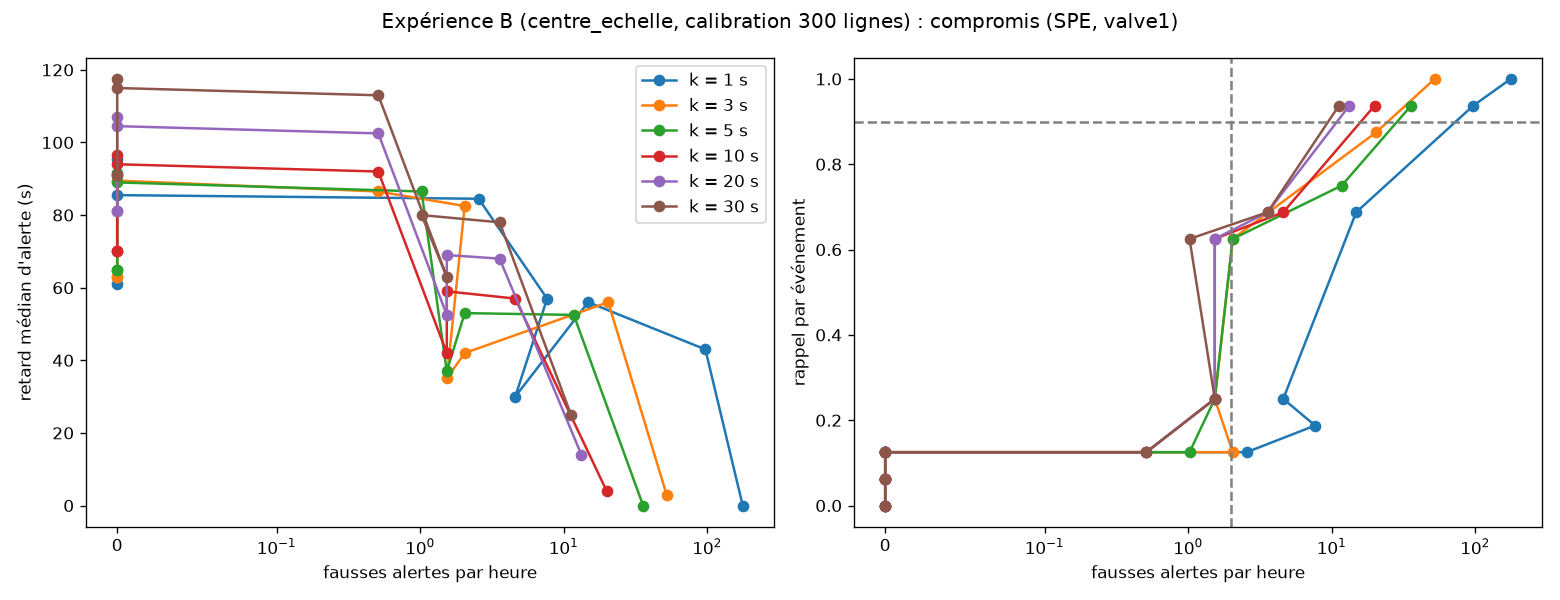 Expérience B (centre_echelle, calibration 300 lignes) : compromis (SPE, valve1)
retard médian d'alerte (s)
120
100
80
60
40
20
0
k = 1 s
k = 3 s
k = 5 s
k = 10 s
k = 20 s
k = 30 s
0
10⁻¹
10⁰
10¹
10²
fausses alertes par heure
rappel par événement
1.0
0.8
0.6
0.4
0.2
0.0
0
10⁻¹
10⁰
10¹
10²
fausses alertes par heure